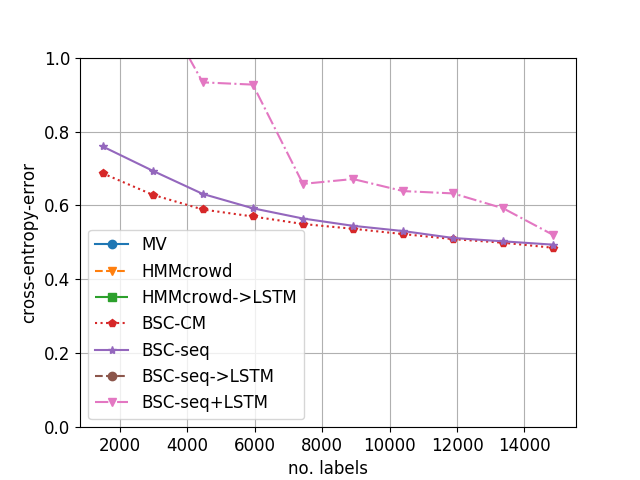 1.0
0.8
0.6
0.4
0.2
0.0
cross-entropy-error
MV
HMMcrowd
HMMcrowd->LSTM
BSC-CM
BSC-seq
BSC-seq->LSTM
BSC-seq+LSTM
2000 4000 6000 8000 10000 12000 14000
no. labels